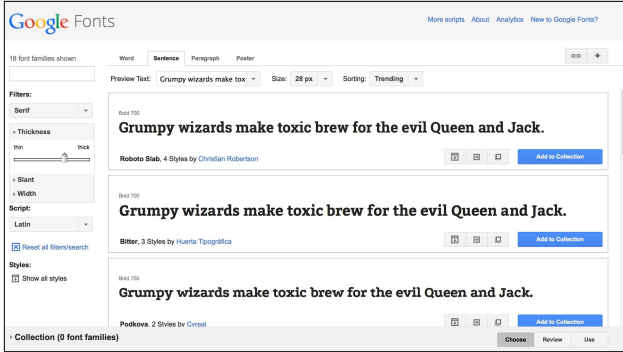 Google Fonts
More scripts About Analytics New to Google Fonts?
18 font families shown
Word Sentence Paragraph Poster
Preview Text: Grumpy wizards make tox Size: 28 px Sorting: Trending
Filters:
Serif
Thickness
thin thick
Slant
Width
Script:
Latin
Reset all filters/search
Styles:
Show all styles
Bold 700
Grumpy wizards make toxic brew for the evil Queen and Jack.
Roboto Slab, 4 Styles by Christian Robertson
Add to Collection
Bold 700
Grumpy wizards make toxic brew for the evil Queen and Jack.
Bitter, 3 Styles by Huerta Tipográfica
Add to Collection
Bold 700
Grumpy wizards make toxic brew for the evil Queen and Jack.
Podkova, 2 Styles by Cyreal
Add to Collection
Collection (0 font families)
Choose Review Use